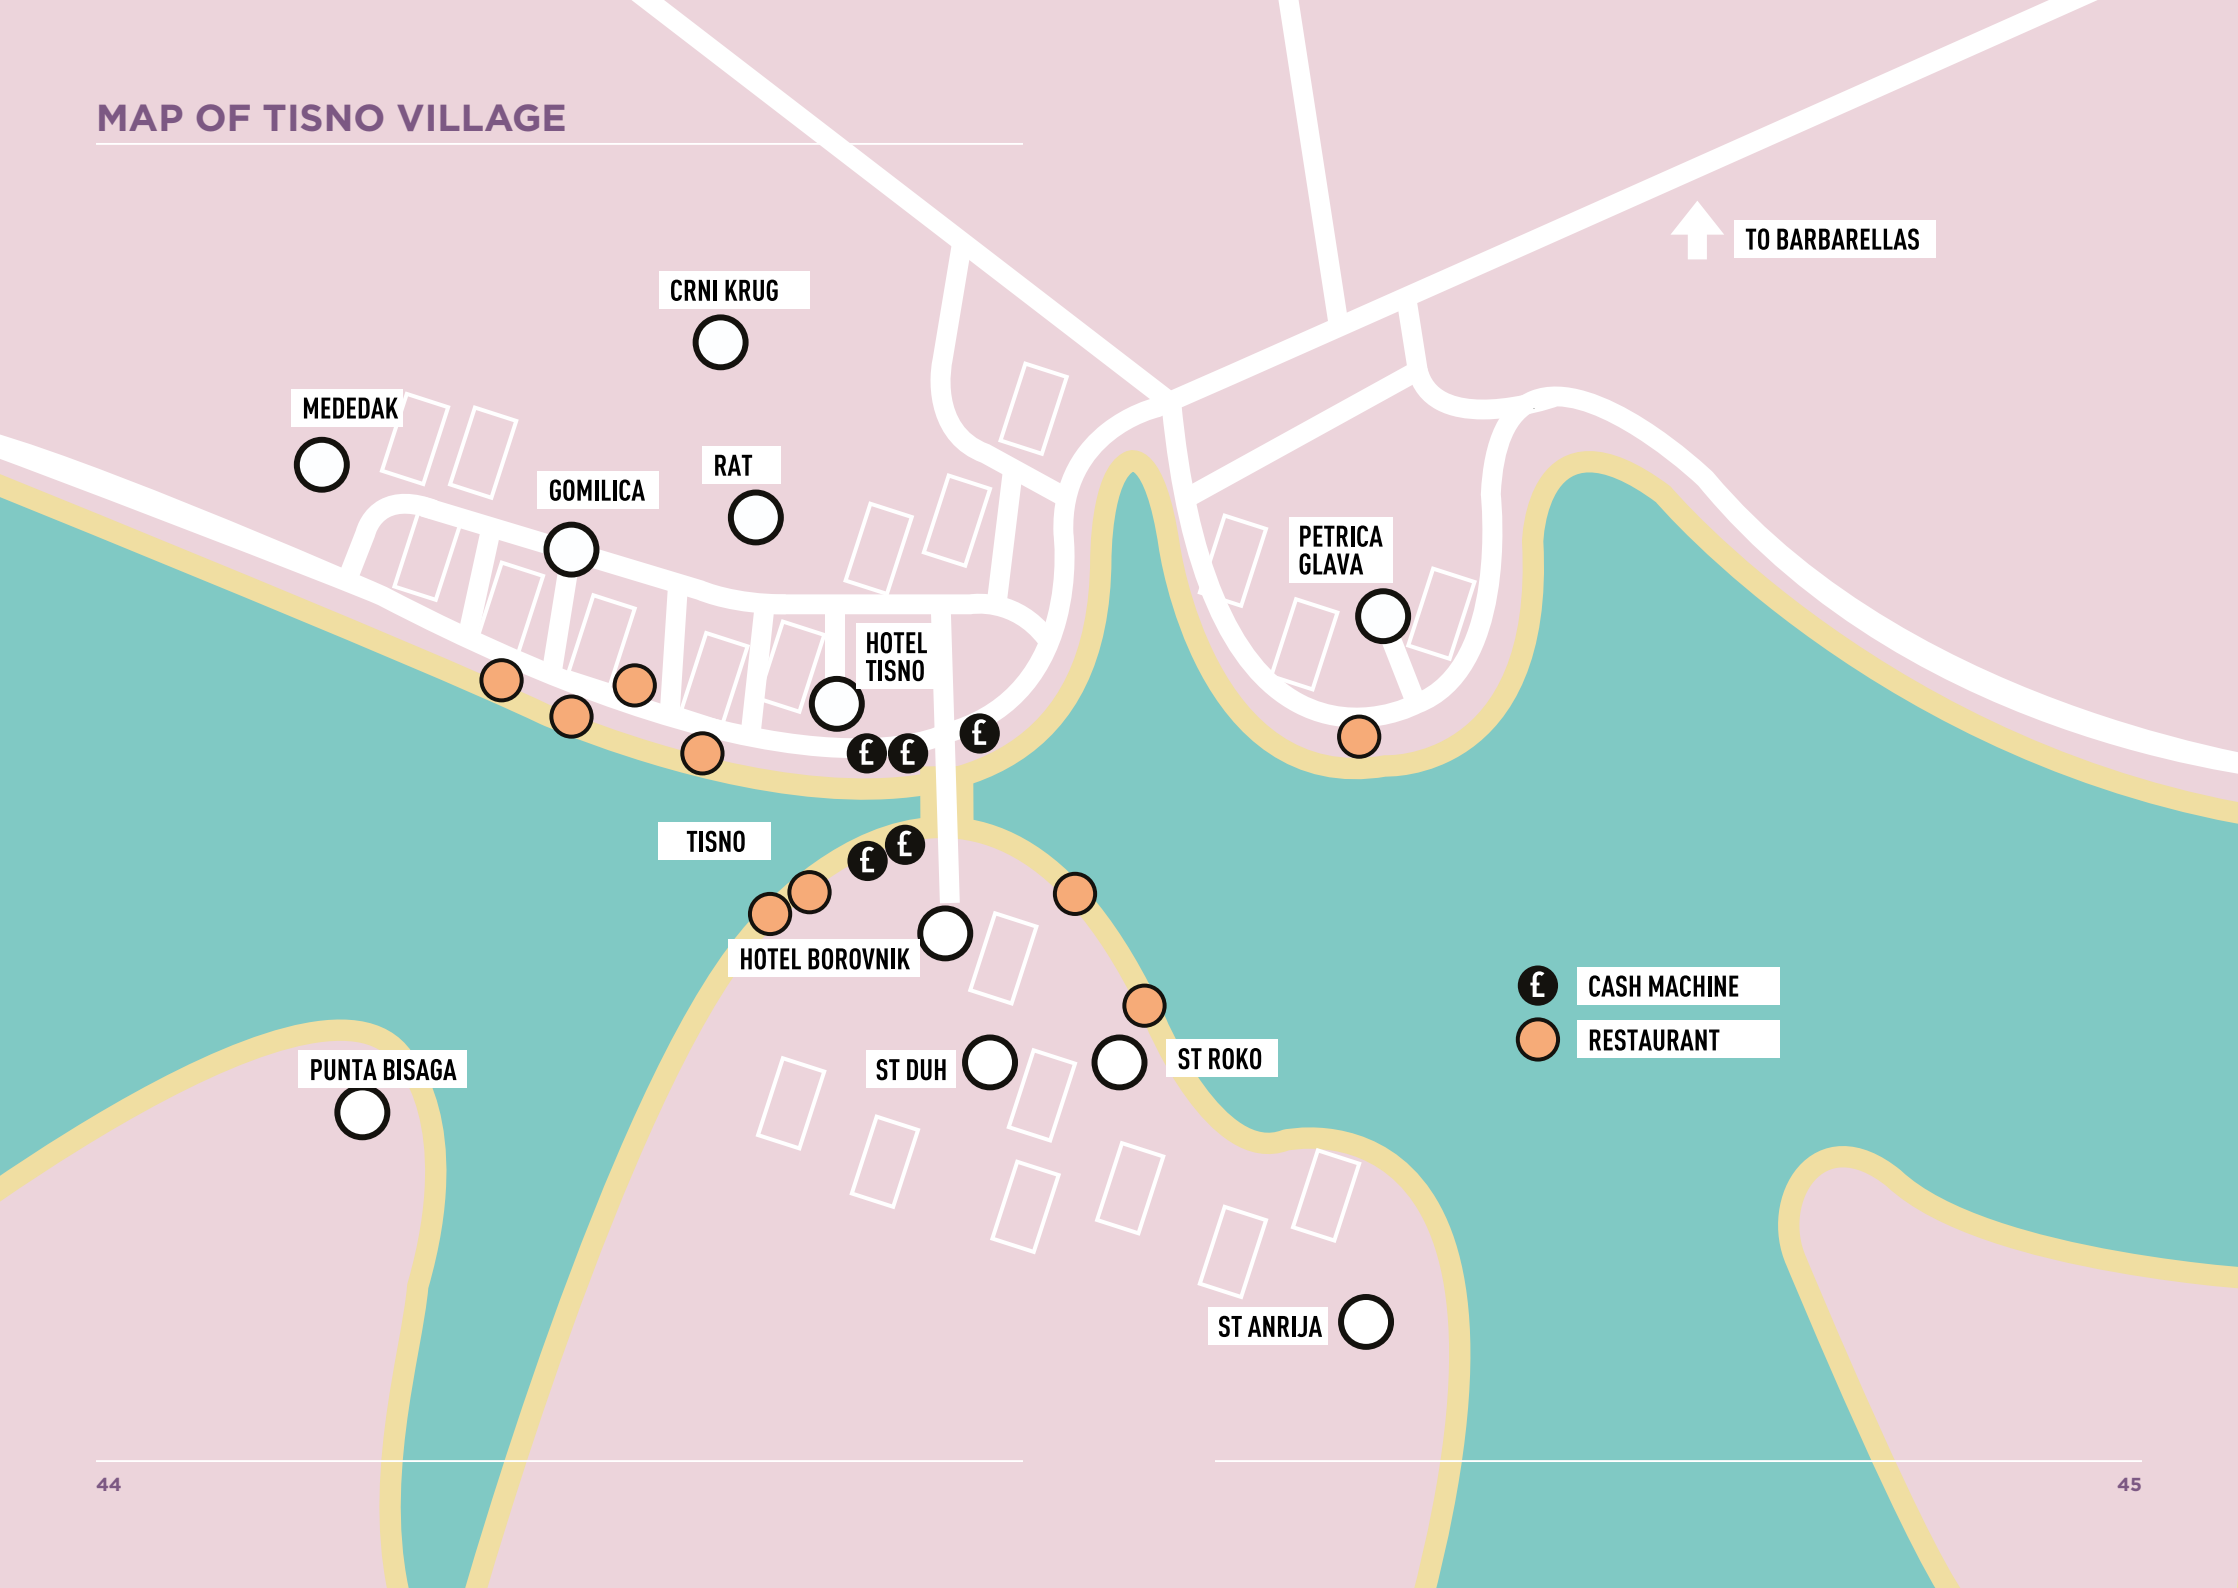 MAP OF TISNO VILLAGE
TO BARBARELLAS
CRNI KRUG
MEDEDAK
RAT
GOMILICA
PETRICA
GLAVA
HOTEL
TISNO
£
£
£
TISNO
£
£
HOTEL BOROVNIK
£
CASH MACHINE
RESTAURANT
PUNTA BISAGA
ST DUH
ST ROKO
ST ANRIJA
44
45